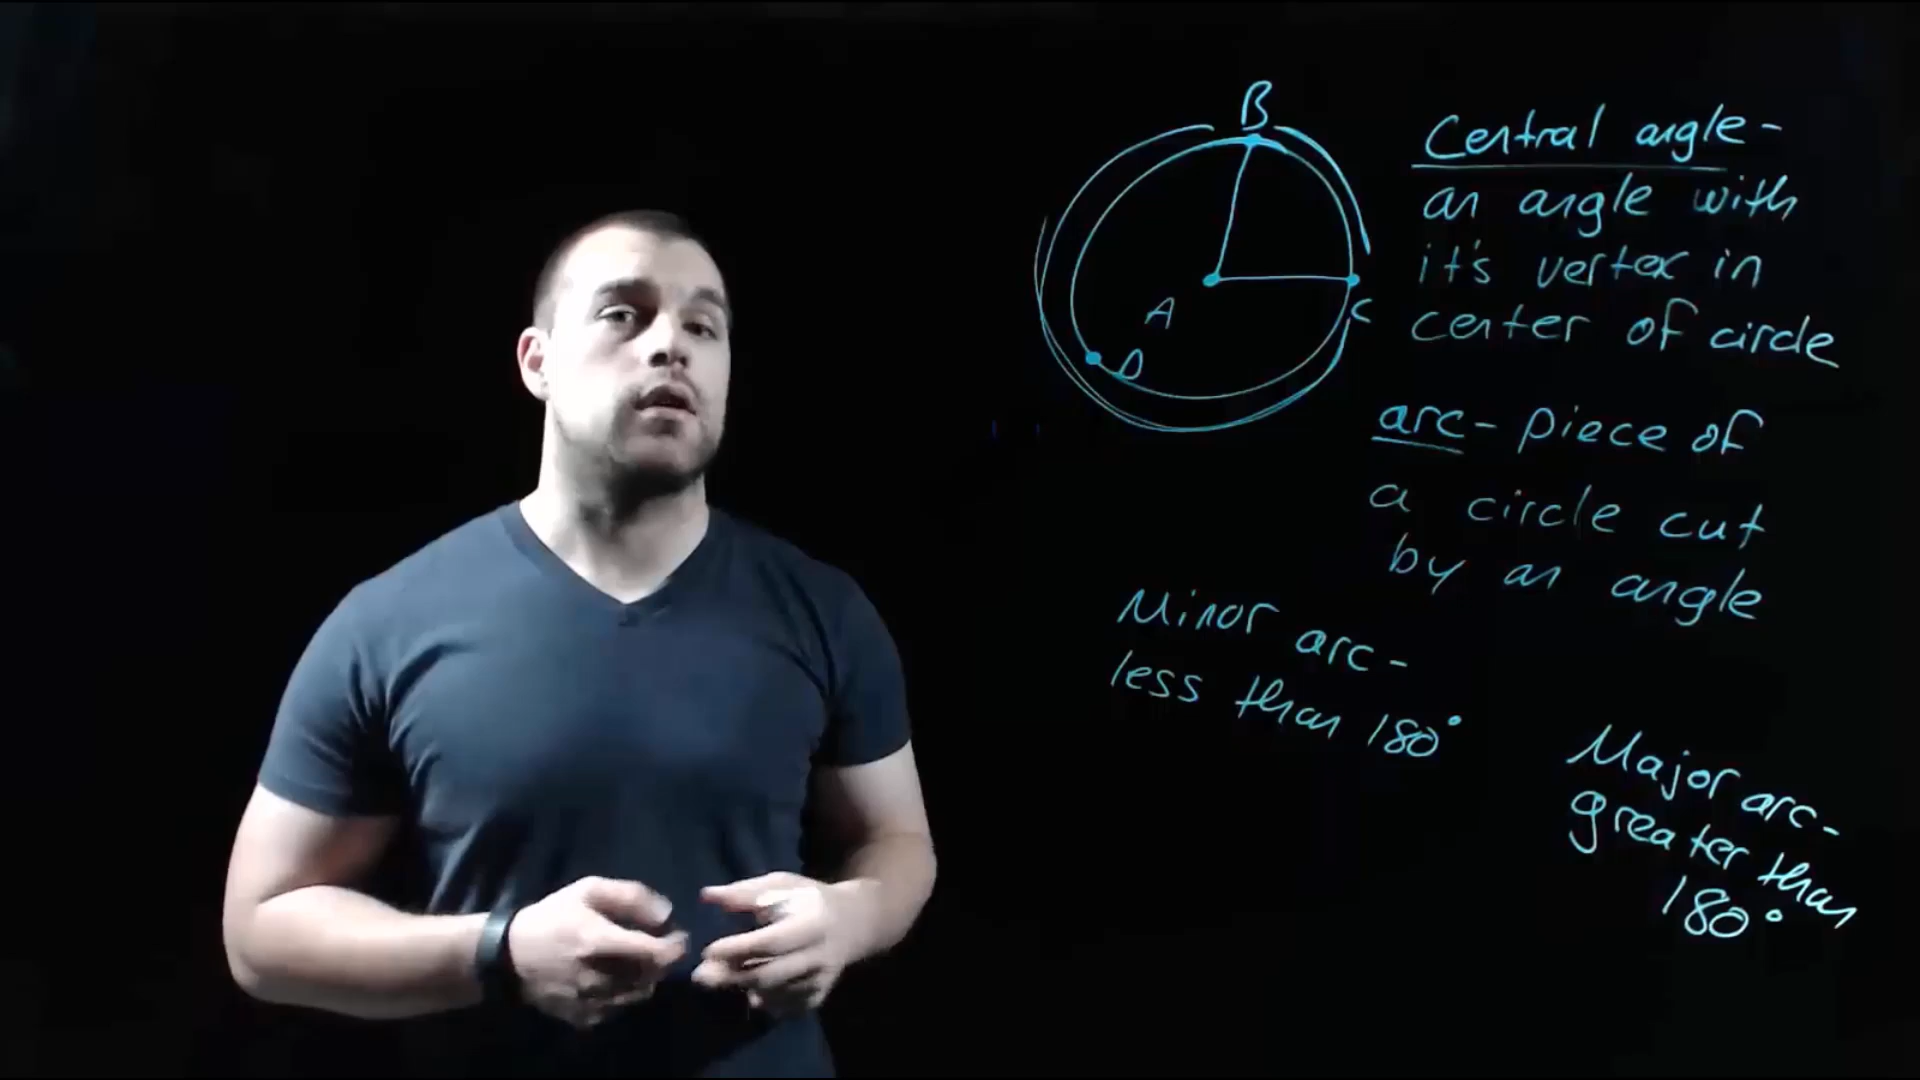 B
A
C
D
Central angle-
an angle with
it's vertex in
center of circle
arc- piece of
a circle cut
by an angle
Minor arc-
less than 180°
Major arc-
greater than
180°